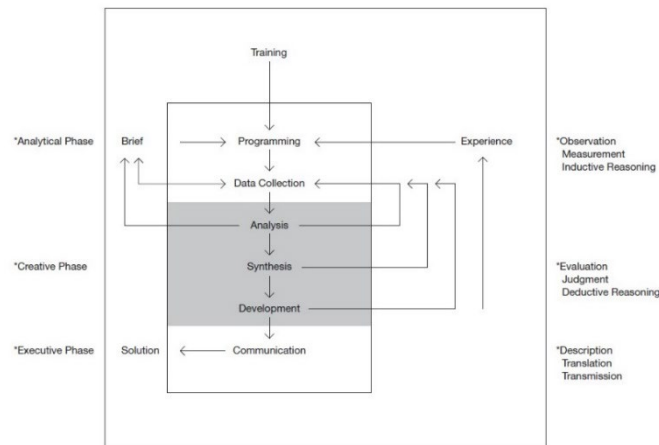 Training
*Analytical Phase Brief Programming Experience *Observation
Measurement
Inductive Reasoning
Data Collection
Analysis
*Creative Phase Synthesis *Evaluation
Judgment
Deductive Reasoning
Development
*Executive Phase Solution Communication *Description
Translation
Transmission